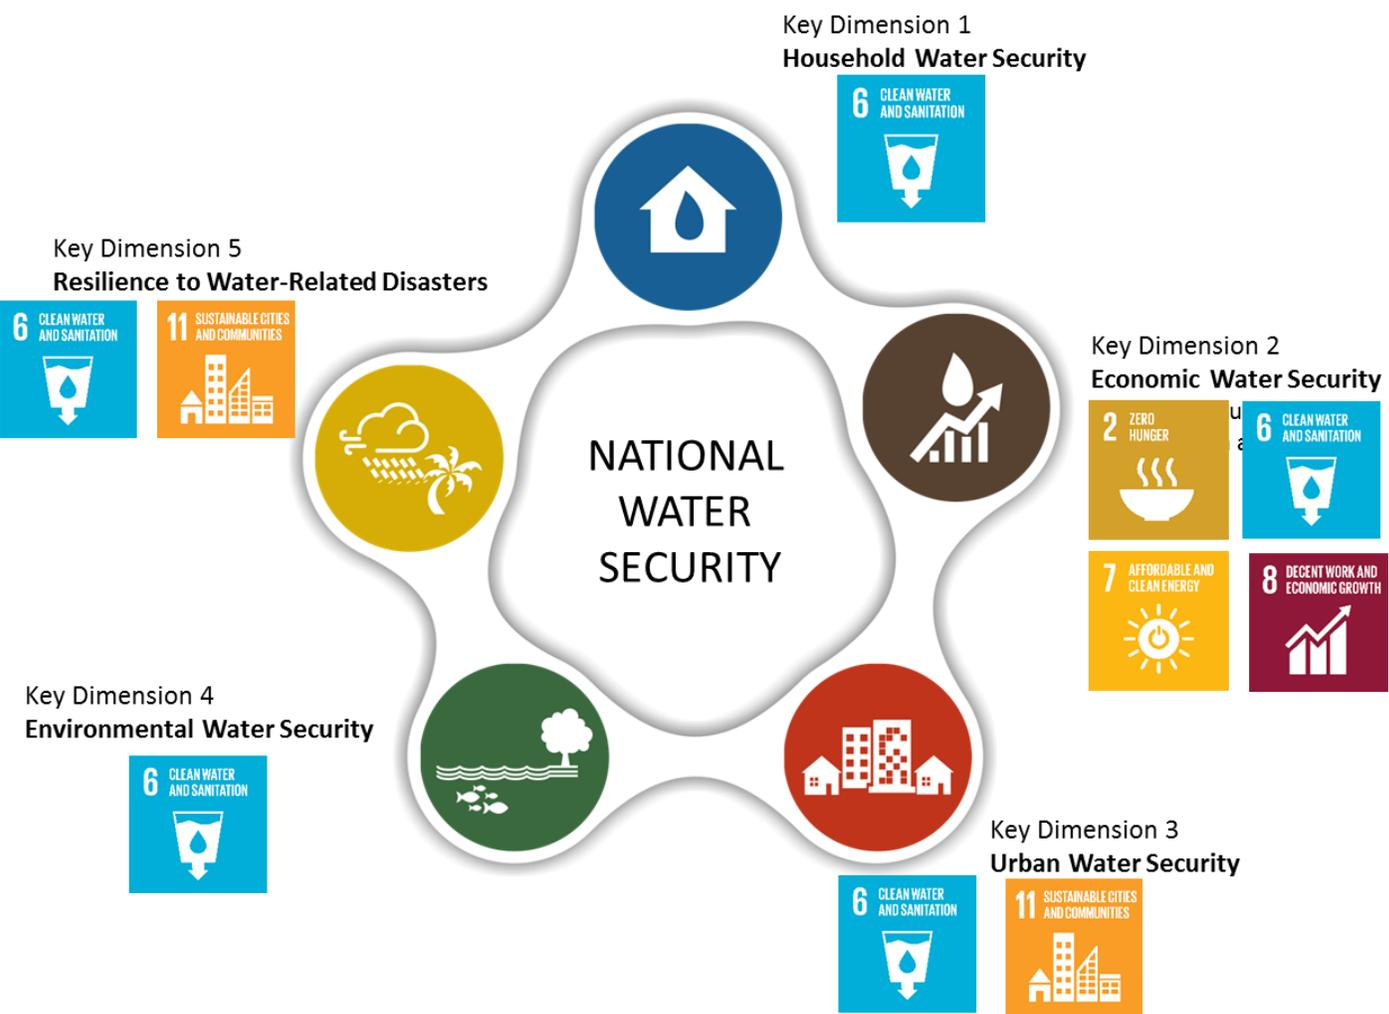 Key Dimension 1
Household Water Security
6 CLEAN WATER
AND SANITATION
Key Dimension 5
Resilience to Water-Related Disasters
6 CLEAN WATER
AND SANITATION
11 SUSTAINABLE CITIES
AND COMMUNITIES
Key Dimension 2
Economic Water Security
2 ZERO
HUNGER
6 CLEAN WATER
AND SANITATION
7 AFFORDABLE AND
CLEAN ENERGY
8 DECENT WORK AND
ECONOMIC GROWTH
NATIONAL
WATER
SECURITY
Key Dimension 4
Environmental Water Security
6 CLEAN WATER
AND SANITATION
Key Dimension 3
Urban Water Security
6 CLEAN WATER
AND SANITATION
11 SUSTAINABLE CITIES
AND COMMUNITIES